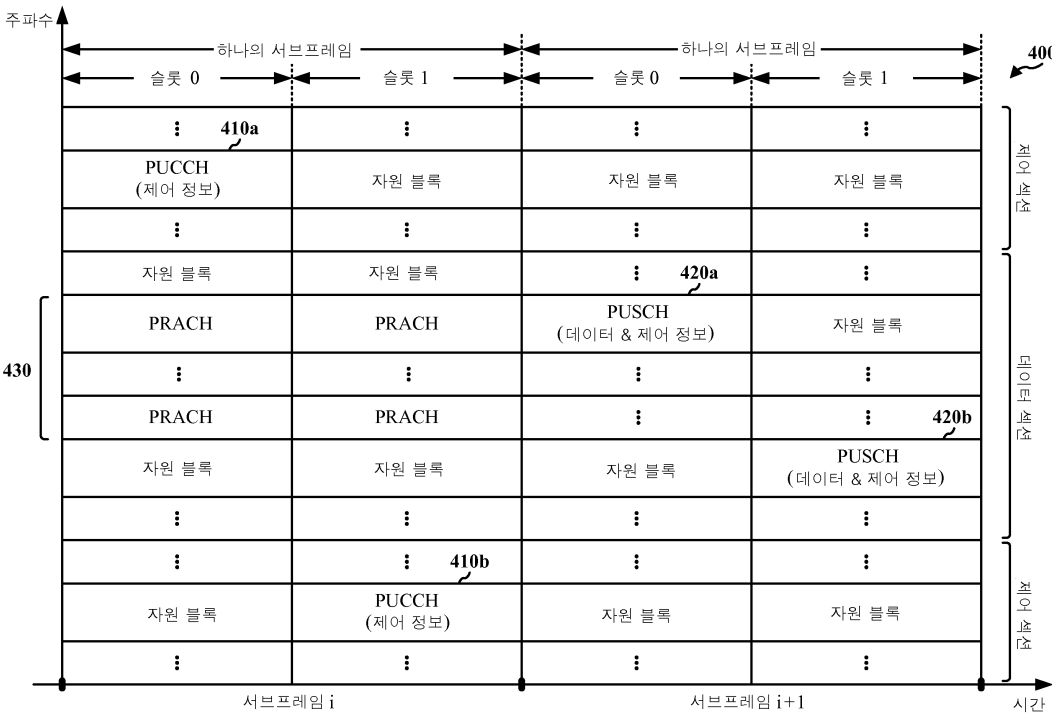 주파수
하나의 서브프레임
하나의 서브프레임
400
슬롯 0
슬롯 1
슬롯 0
슬롯 1
410a
PUCCH
(제어 정보)
자원 블록
자원 블록
자원 블록
제어 섹션
자원 블록
자원 블록
420a
PRACH
PRACH
PUSCH
(데이터 & 제어 정보)
자원 블록
430
데이터 섹션
PRACH
PRACH
420b
자원 블록
자원 블록
자원 블록
PUSCH
(데이터 & 제어 정보)
410b
자원 블록
PUCCH
(제어 정보)
자원 블록
자원 블록
제어 섹션
서브프레임 i
서브프레임 i+1
시간